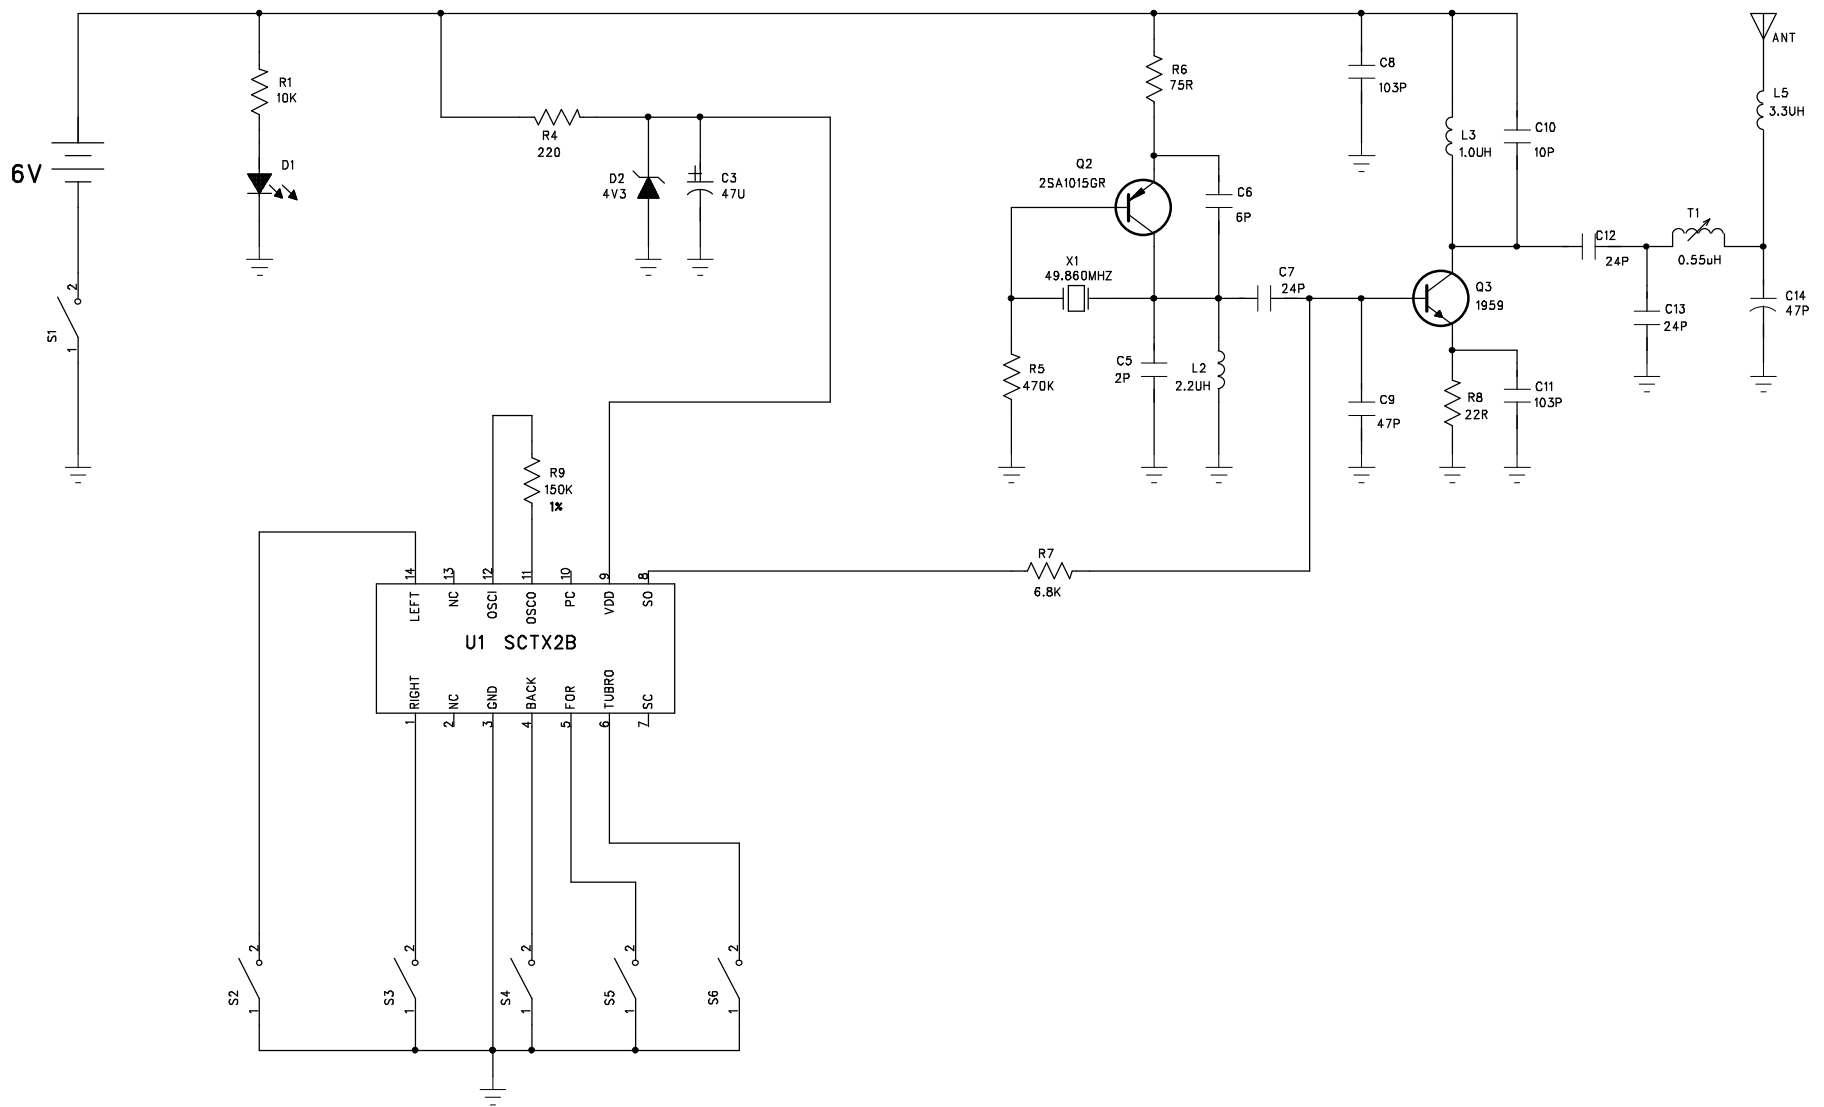 ANT
R1
10K
C8
103P
R6
75R
L5
3.3UH
L3
1.0UH
C10
10P
R4
220
6V
D1
D2
4V3
C3
47U
Q2
2SA1015GR
C6
6P
T1
0.55uH
C12
24P
X1
49.860MHZ
C7
24P
Q3
1959
C13
24P
C14
47P
2
S1
1
R5
470K
C5
2P
L2
2.2UH
C9
47P
R8
22R
C11
103P
R9
150K
1%
R7
6.8K
14
13
12
11
10
9
8
LEFT
NC
OSCI
OSCO
PC
VDD
SO
U1 SCTX2B
RIGHT
NC
GND
BACK
FOR
TUBRO
SC
1
2
3
4
5
6
7
2
2
2
2
2
S2
S3
S4
S5
S6
1
1
1
1
1